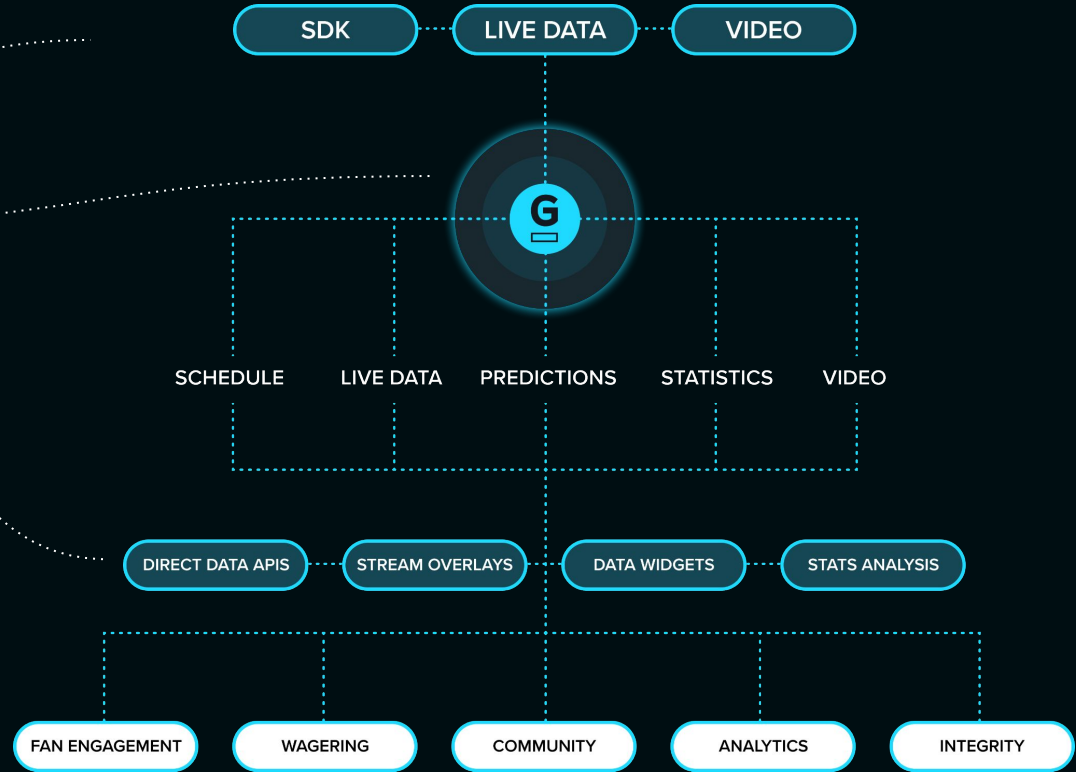 SDK
LIVE DATA
VIDEO
G
SCHEDULE
LIVE DATA
PREDICTIONS
STATISTICS
VIDEO
DIRECT DATA APIS
STREAM OVERLAYS
DATA WIDGETS
STATS ANALYSIS
FAN ENGAGEMENT
WAGERING
COMMUNITY
ANALYTICS
INTEGRITY